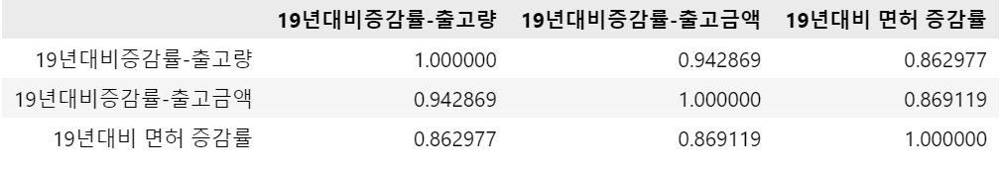 19년대비증감률-출고량 19년대비증감률-출고금액 19년대비 면허 증감률
19년대비증감률-출고량 1.000000 0.942869 0.862977
19년대비증감률-출고금액 0.942869 1.000000 0.869119
19년대비 면허 증감률 0.862977 0.869119 1.000000